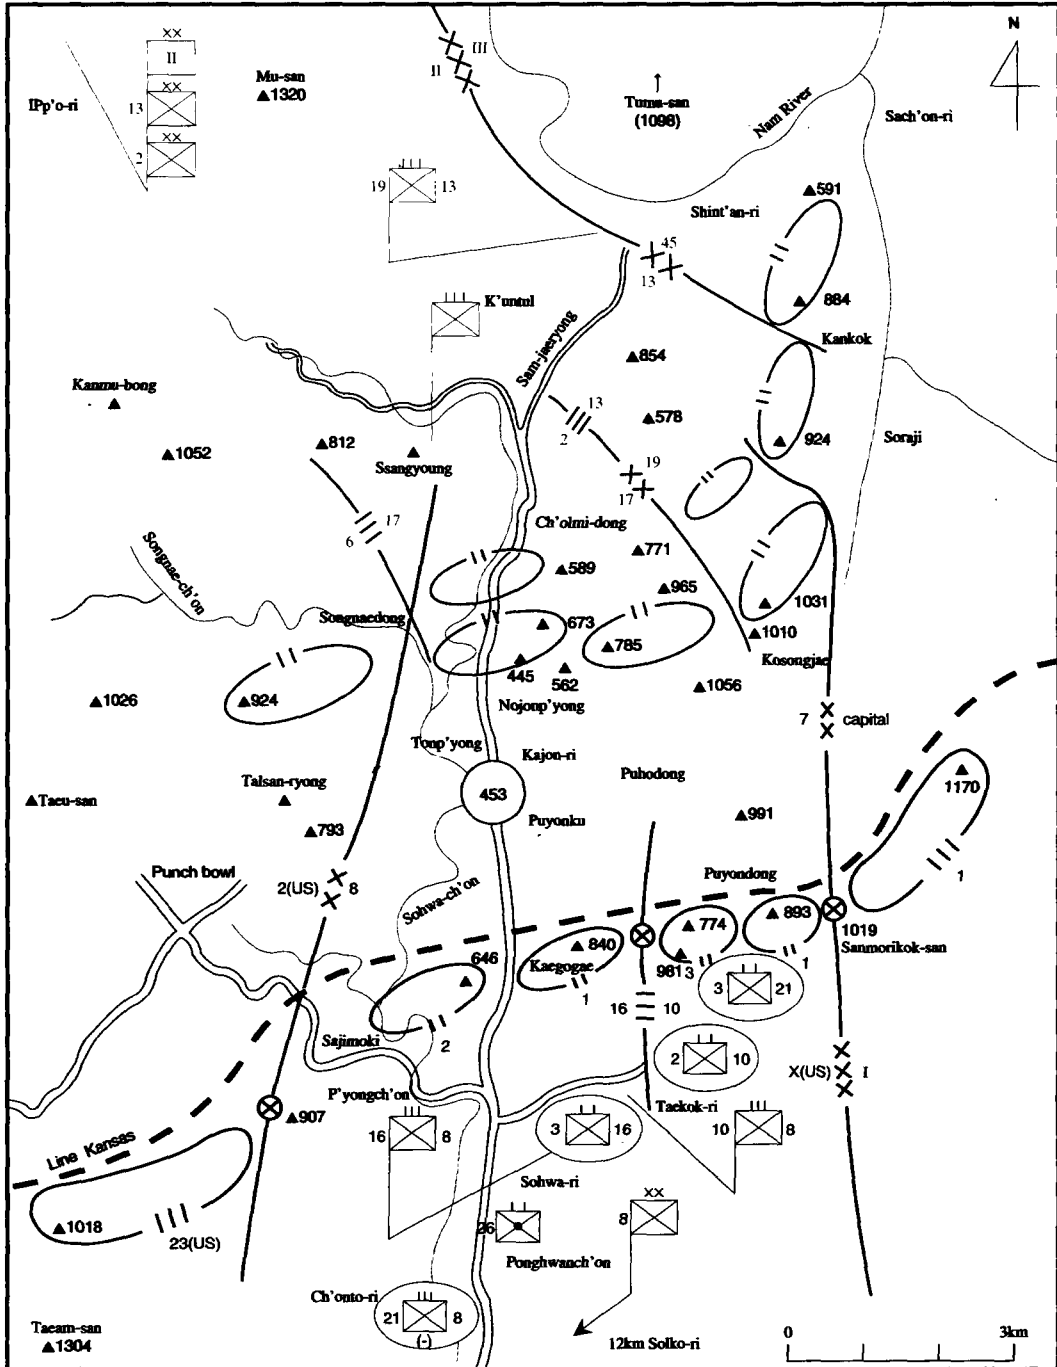 N
XX
II
Mu-san
1320
IPp'o-ri
XX
13
XX
2
III
II
Tuma-san
(1098)
Nam River
Sach'on-ri
19
13
591
Shint'an-ri
45
13
884
K'untul
Kankok
Sam-jaeryong
854
Kanmu-bong
13
2
578
924
Soraji
1052
812
Ssangyoung
19
17
17
6
Ch'olmi-dong
771
Songnae-ch'on
589
965
1031
Songnaedong
673
785
1010
445
562
Kosongjae
1026
924
1056
Nojonp'yong
7
capital
Tonp'yong
Kajon-ri
Puhodong
1170
Taeu-san
Talsan-ryong
453
991
793
Puyonku
Punch bowl
2(US)
8
Puyondong
1
Sohwa-ch'on
893
774
1019
Sanmorikok-san
840
646
Kaegogae
981
3
1
3
21
1
16
10
2
Sajimoki
2
10
X(US)
I
P'yongch'on
Taekok-ri
907
16
8
3
16
10
8
Line Kansas
Sohwa-ri
XX
8
1018
26
23(US)
Ponghwanch'on
Ch'onto-ri
21
8
(-)
Taeam-san
1304
12km Solko-ri
0
3km